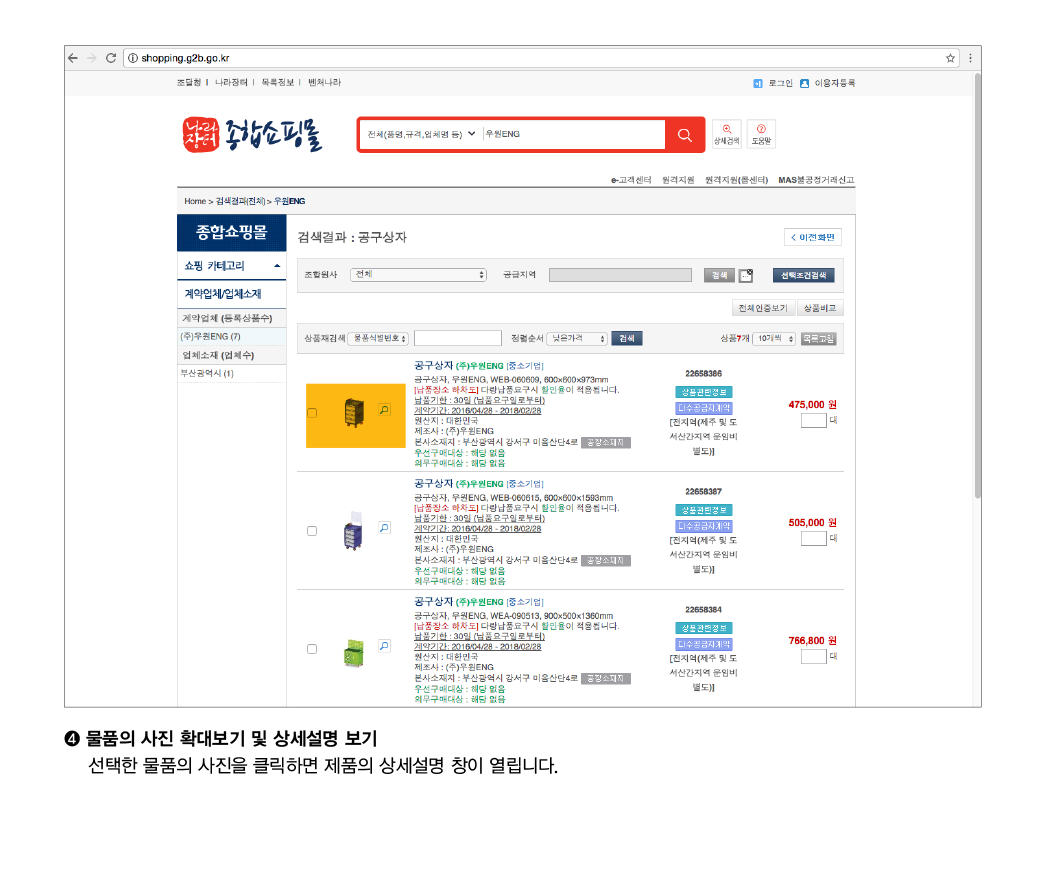 shopping.g2b.go.kr
조달청 | 나라장터 | 목록정보 | 벤처나라
로그인 이용자등록
나라장터 종합쇼핑몰
전체(품명,규격,업체명 등) 우원ENG
상세검색 도움말
e-고객센터 원격지원 원격지원(콜센터) MAS불공정거래신고
Home > 검색결과(전체) > 우원ENG
종합쇼핑몰
쇼핑 카테고리
계약업체/업체소재
계약업체 (등록상품수)
(주)우원ENG (7)
업체소재 (업체수)
부산광역시 (1)
검색결과 : 공구상자
< 이전화면
조합원사 전체 공급지역 검색 선택조건검색
전체인증보기 상품비교
상품재검색 물품식별번호 정렬순서 낮은가격 검색 상품7개 10개씩 목록고침
공구상자 (주)우원ENG [중소기업]
공구상자, 우원ENG, WEB-060609, 600x600x973mm
[납품장소 하차도] 다량납품요구시 할인율이 적용됩니다.
납품기한 : 30일 (납품요구일로부터)
계약기간: 2016/04/28 - 2018/02/28
원산지 : 대한민국
제조사 : (주)우원ENG
본사소재지 : 부산광역시 강서구 미음산단4로 공장소재지
우선구매대상 : 해당 없음
의무구매대상 : 해당 없음
22658386
상품관련정보
다수공급자계약
[전지역(제주 및 도
서산간지역 운임비
별도)]
475,000 원
대
공구상자 (주)우원ENG [중소기업]
공구상자, 우원ENG, WEB-060615, 600x600x1593mm
[납품장소 하차도] 다량납품요구시 할인율이 적용됩니다.
납품기한 : 30일 (납품요구일로부터)
계약기간: 2016/04/28 - 2018/02/28
원산지 : 대한민국
제조사 : (주)우원ENG
본사소재지 : 부산광역시 강서구 미음산단4로 공장소재지
우선구매대상 : 해당 없음
의무구매대상 : 해당 없음
22658387
상품관련정보
다수공급자계약
[전지역(제주 및 도
서산간지역 운임비
별도)]
505,000 원
대
공구상자 (주)우원ENG [중소기업]
공구상자, 우원ENG, WEA-090513, 900x500x1360mm
[납품장소 하차도] 다량납품요구시 할인율이 적용됩니다.
납품기한 : 30일 (납품요구일로부터)
계약기간: 2016/04/28 - 2018/02/28
원산지 : 대한민국
제조사 : (주)우원ENG
본사소재지 : 부산광역시 강서구 미음산단4로 공장소재지
우선구매대상 : 해당 없음
의무구매대상 : 해당 없음
22658384
상품관련정보
다수공급자계약
[전지역(제주 및 도
서산간지역 운임비
별도)]
766,800 원
대
❹ 물품의 사진 확대보기 및 상세설명 보기
선택한 물품의 사진을 클릭하면 제품의 상세설명 창이 열립니다.